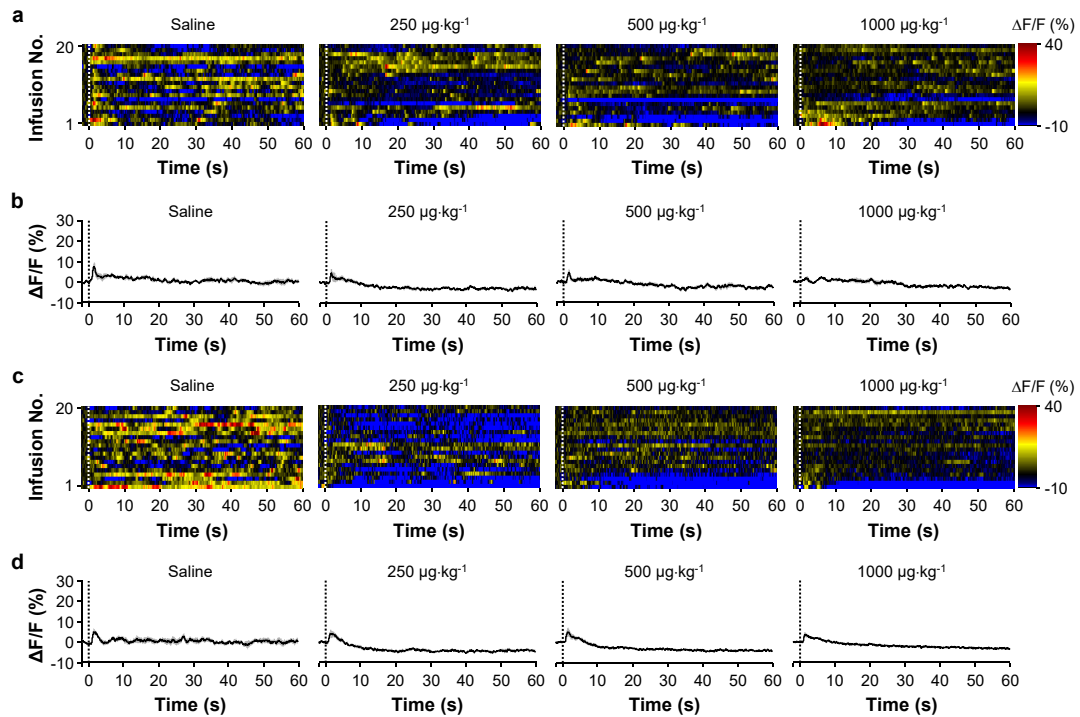 a
Saline 250 µg·kg-1 500 µg·kg-1 1000 µg·kg-1 ΔF/F (%)
Infusion No.
20
1
40
-10
0 10 20 30 40 50 60 0 10 20 30 40 50 60 0 10 20 30 40 50 60 0 10 20 30 40 50 60
Time (s) Time (s) Time (s) Time (s)
b
Saline 250 µg·kg-1 500 µg·kg-1 1000 µg·kg-1
ΔF/F (%)
30
20
10
0
-10
0 10 20 30 40 50 60 0 10 20 30 40 50 60 0 10 20 30 40 50 60 0 10 20 30 40 50 60
Time (s) Time (s) Time (s) Time (s)
c
Saline 250 µg·kg-1 500 µg·kg-1 1000 µg·kg-1 ΔF/F (%)
Infusion No.
20
1
40
-10
0 10 20 30 40 50 60 0 10 20 30 40 50 60 0 10 20 30 40 50 60 0 10 20 30 40 50 60
Time (s) Time (s) Time (s) Time (s)
d
Saline 250 µg·kg-1 500 µg·kg-1 1000 µg·kg-1
ΔF/F (%)
30
20
10
0
-10
0 10 20 30 40 50 60 0 10 20 30 40 50 60 0 10 20 30 40 50 60 0 10 20 30 40 50 60
Time (s) Time (s) Time (s) Time (s)